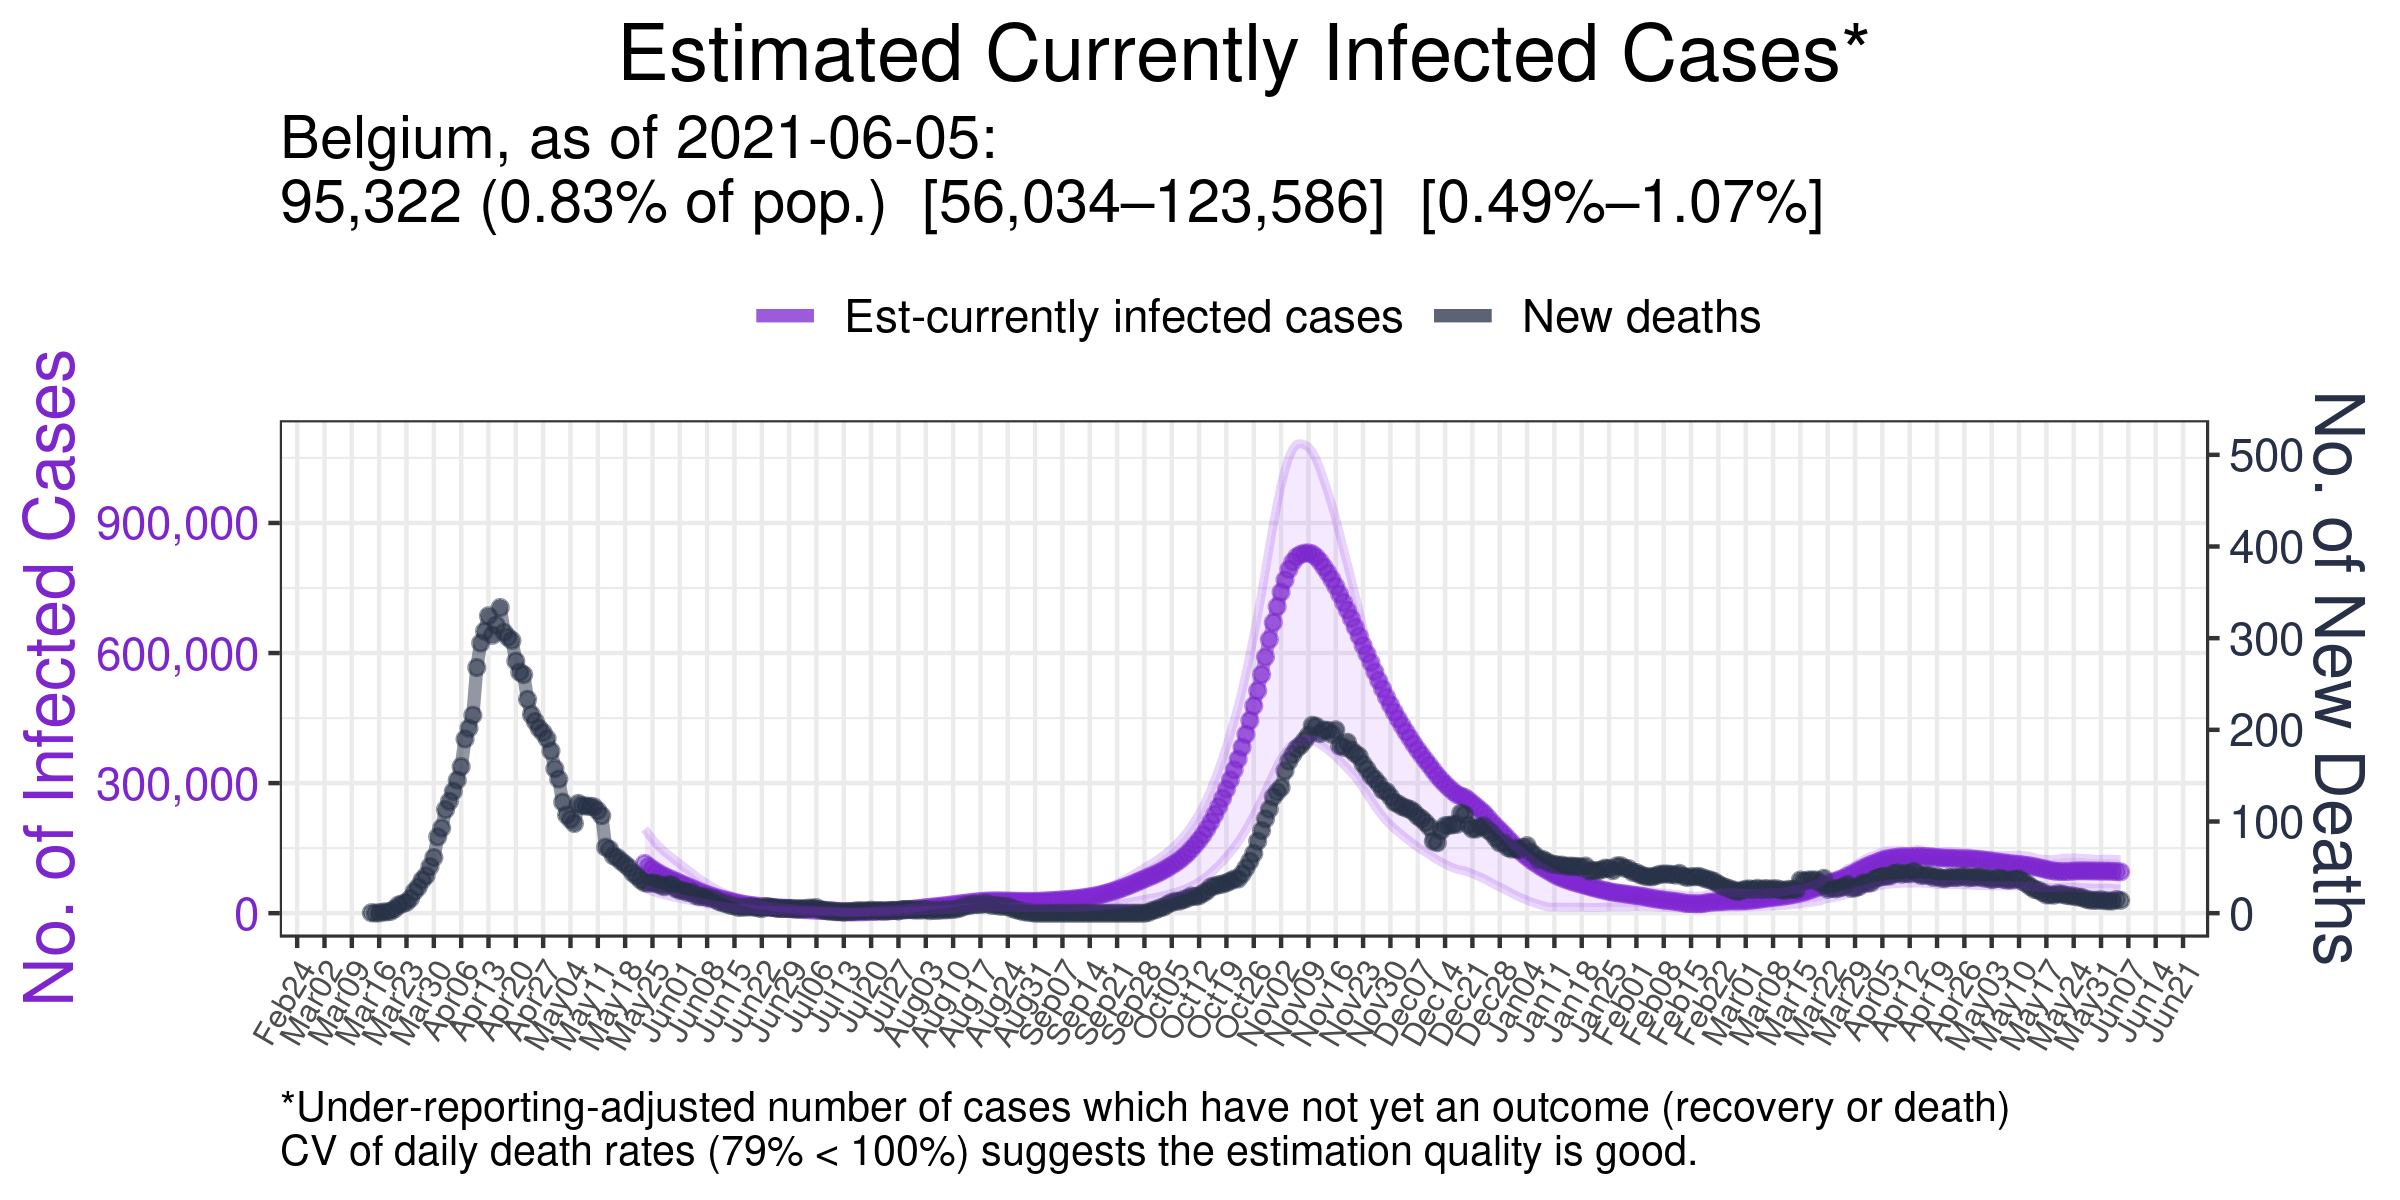 Estimated Currently Infected Cases*
Belgium, as of 2021-06-05:
95,322 (0.83% of pop.)  [56,034–123,586]  [0.49%–1.07%]
Est-currently infected cases
New deaths
No. of Infected Cases
900,000
600,000
300,000
0
500
400
300
200
100
0
No. of New Deaths
Feb24
Mar02
Mar09
Mar16
Mar23
Mar30
Apr06
Apr13
Apr20
Apr27
May04
May11
May18
May25
Jun01
Jun08
Jun15
Jun22
Jun29
Jul06
Jul13
Jul20
Jul27
Aug03
Aug10
Aug17
Aug24
Aug31
Sep07
Sep14
Sep21
Sep28
Oct05
Oct12
Oct19
Oct26
Nov02
Nov09
Nov16
Nov23
Nov30
Dec07
Dec14
Dec21
Dec28
Jan04
Jan11
Jan18
Jan25
Feb01
Feb08
Feb15
Feb22
Mar01
Mar08
Mar15
Mar22
Mar29
Apr05
Apr12
Apr19
Apr26
May03
May10
May17
May24
May31
Jun07
Jun14
Jun21
*Under-reporting-adjusted number of cases which have not yet an outcome (recovery or death)
CV of daily death rates (79% < 100%) suggests the estimation quality is good.